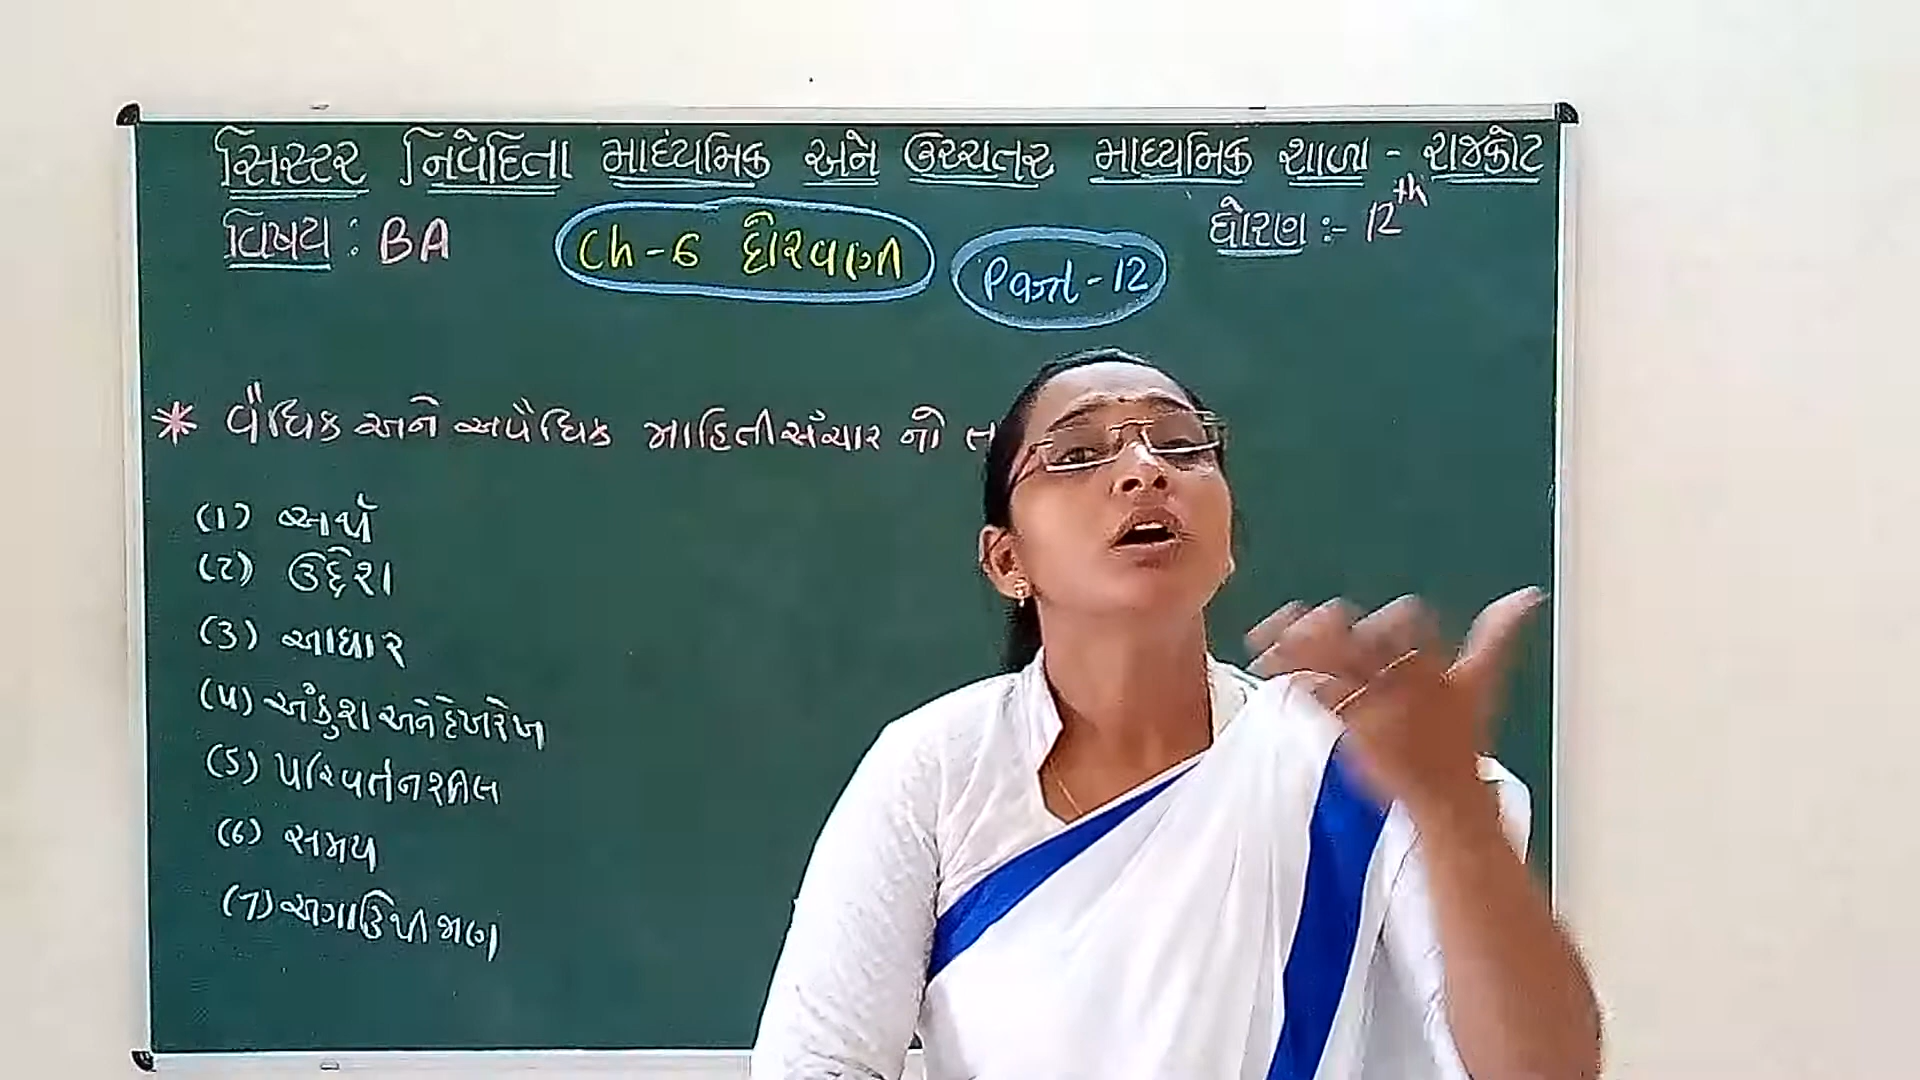 સિસ્ટર નિવેદિતા માધ્યમિક અને ઉચ્ચતર માધ્યમિક શાળા - રાજકોટ
વિષય : BA Ch-6 દોરવણી Part-12 ધોરણ :- 12th
* વૈધિક અને અવૈધિક માહિતીસંચાર નો ત
(1) અર્થ
(2) ઉદ્દેશ
(3) આધાર
(4) અંકુશ અને દેખરેખ
(5) પરિવર્તનશીલ
(6) સમય
(7) અગાઉથી જાણ